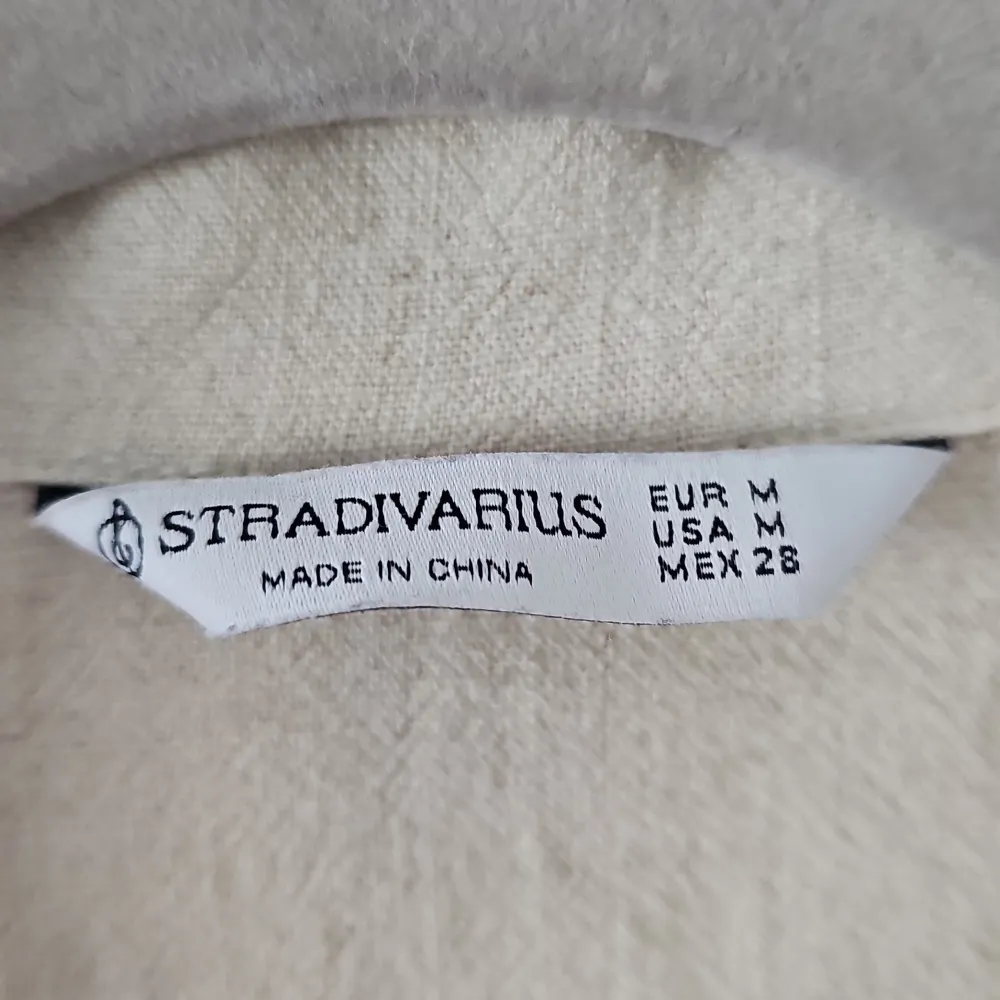 STRADIVARIUS
MADE IN CHINA
EUR M
USA M
MEX 28